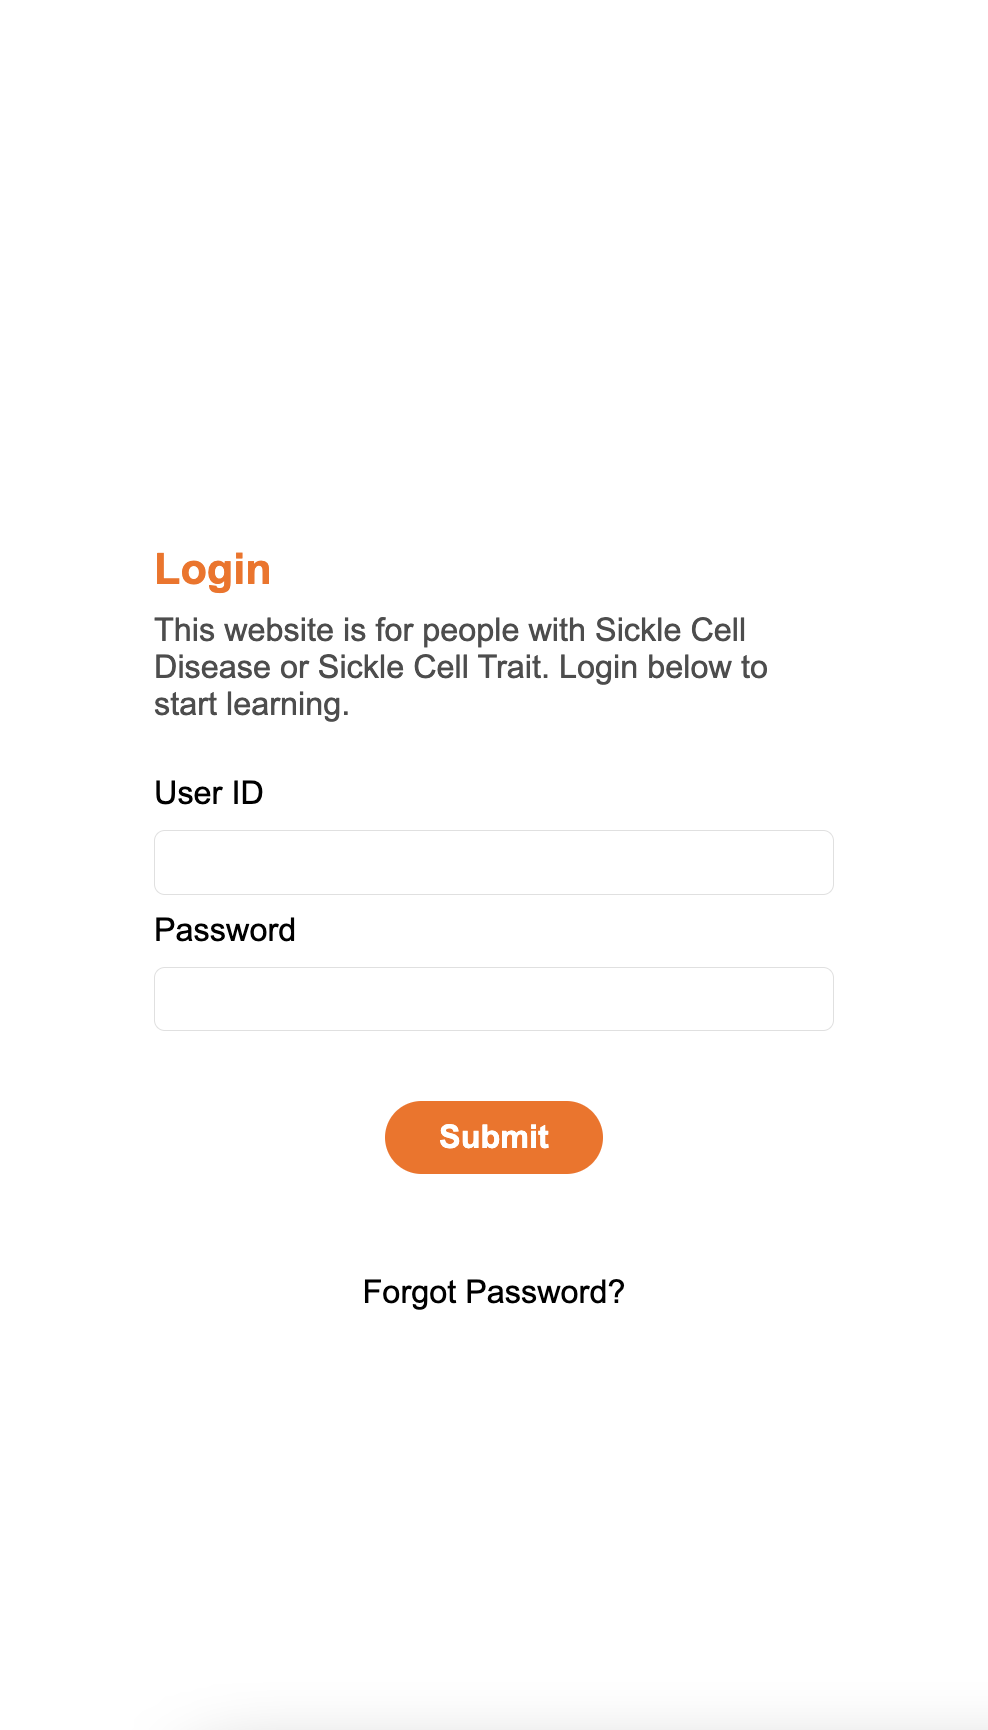 Login
This website is for people with Sickle Cell
Disease or Sickle Cell Trait. Login below to
start learning.
User ID
Password
Submit
Forgot Password?